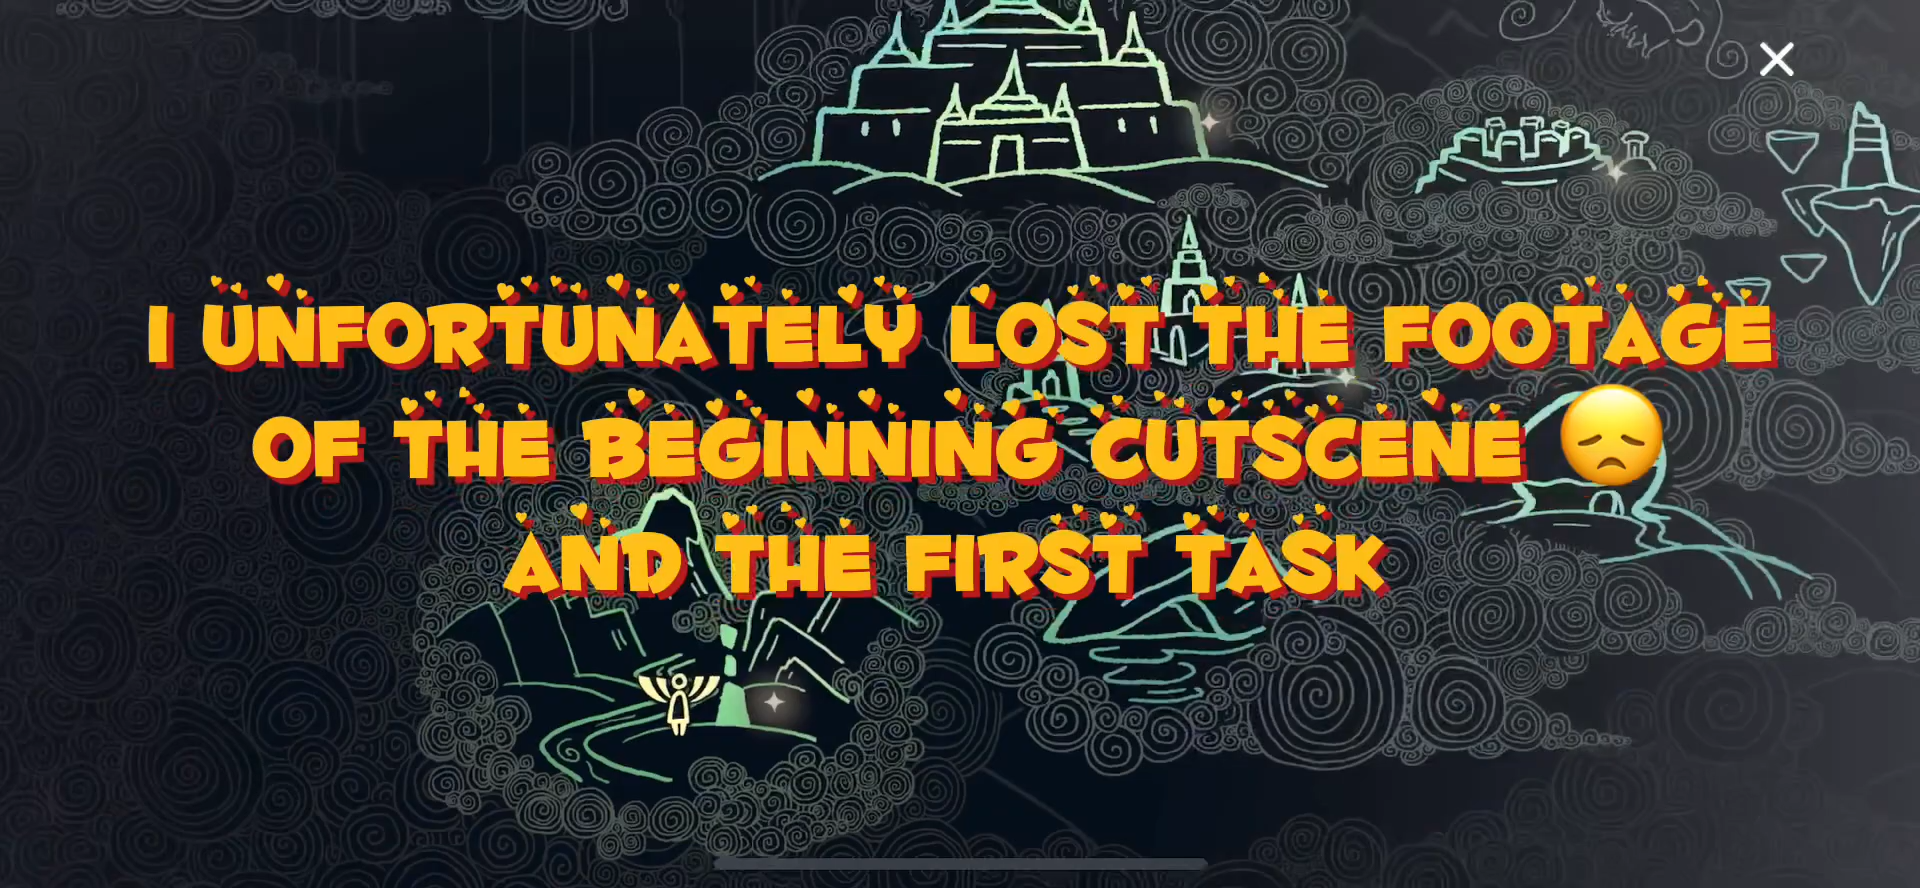 I UNFORTUNATELY LOST THE FOOTAGE
OF THE BEGINNING CUTSCENE 😞
AND THE FIRST TASK